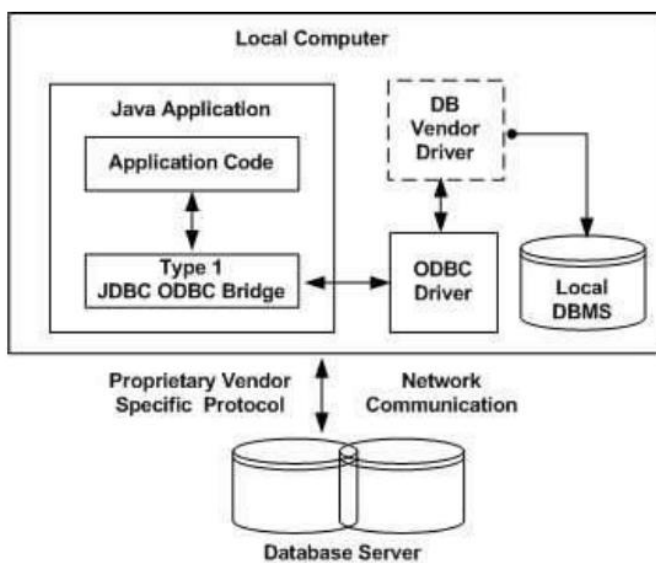 Local Computer
Java Application
Application Code
Type 1
JDBC ODBC Bridge
DB
Vendor
Driver
ODBC
Driver
Local
DBMS
Proprietary Vendor
Specific Protocol
Network
Communication
Database Server